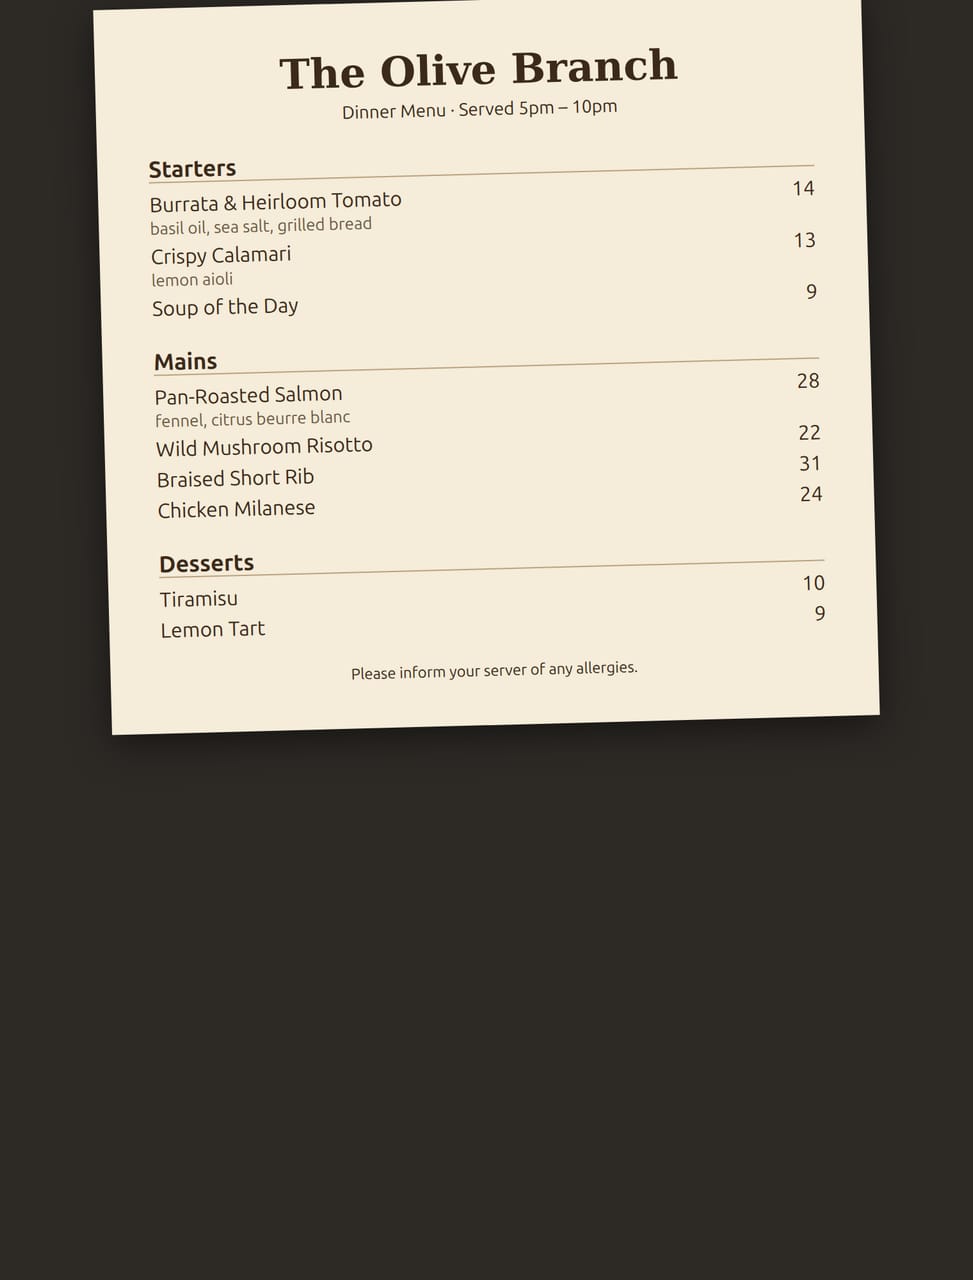 The Olive Branch
Dinner Menu · Served 5pm – 10pm
Starters
Burrata & Heirloom Tomato 14
basil oil, sea salt, grilled bread
Crispy Calamari 13
lemon aioli
Soup of the Day 9
Mains
Pan-Roasted Salmon 28
fennel, citrus beurre blanc
Wild Mushroom Risotto 22
Braised Short Rib 31
Chicken Milanese 24
Desserts
Tiramisu 10
Lemon Tart 9
Please inform your server of any allergies.